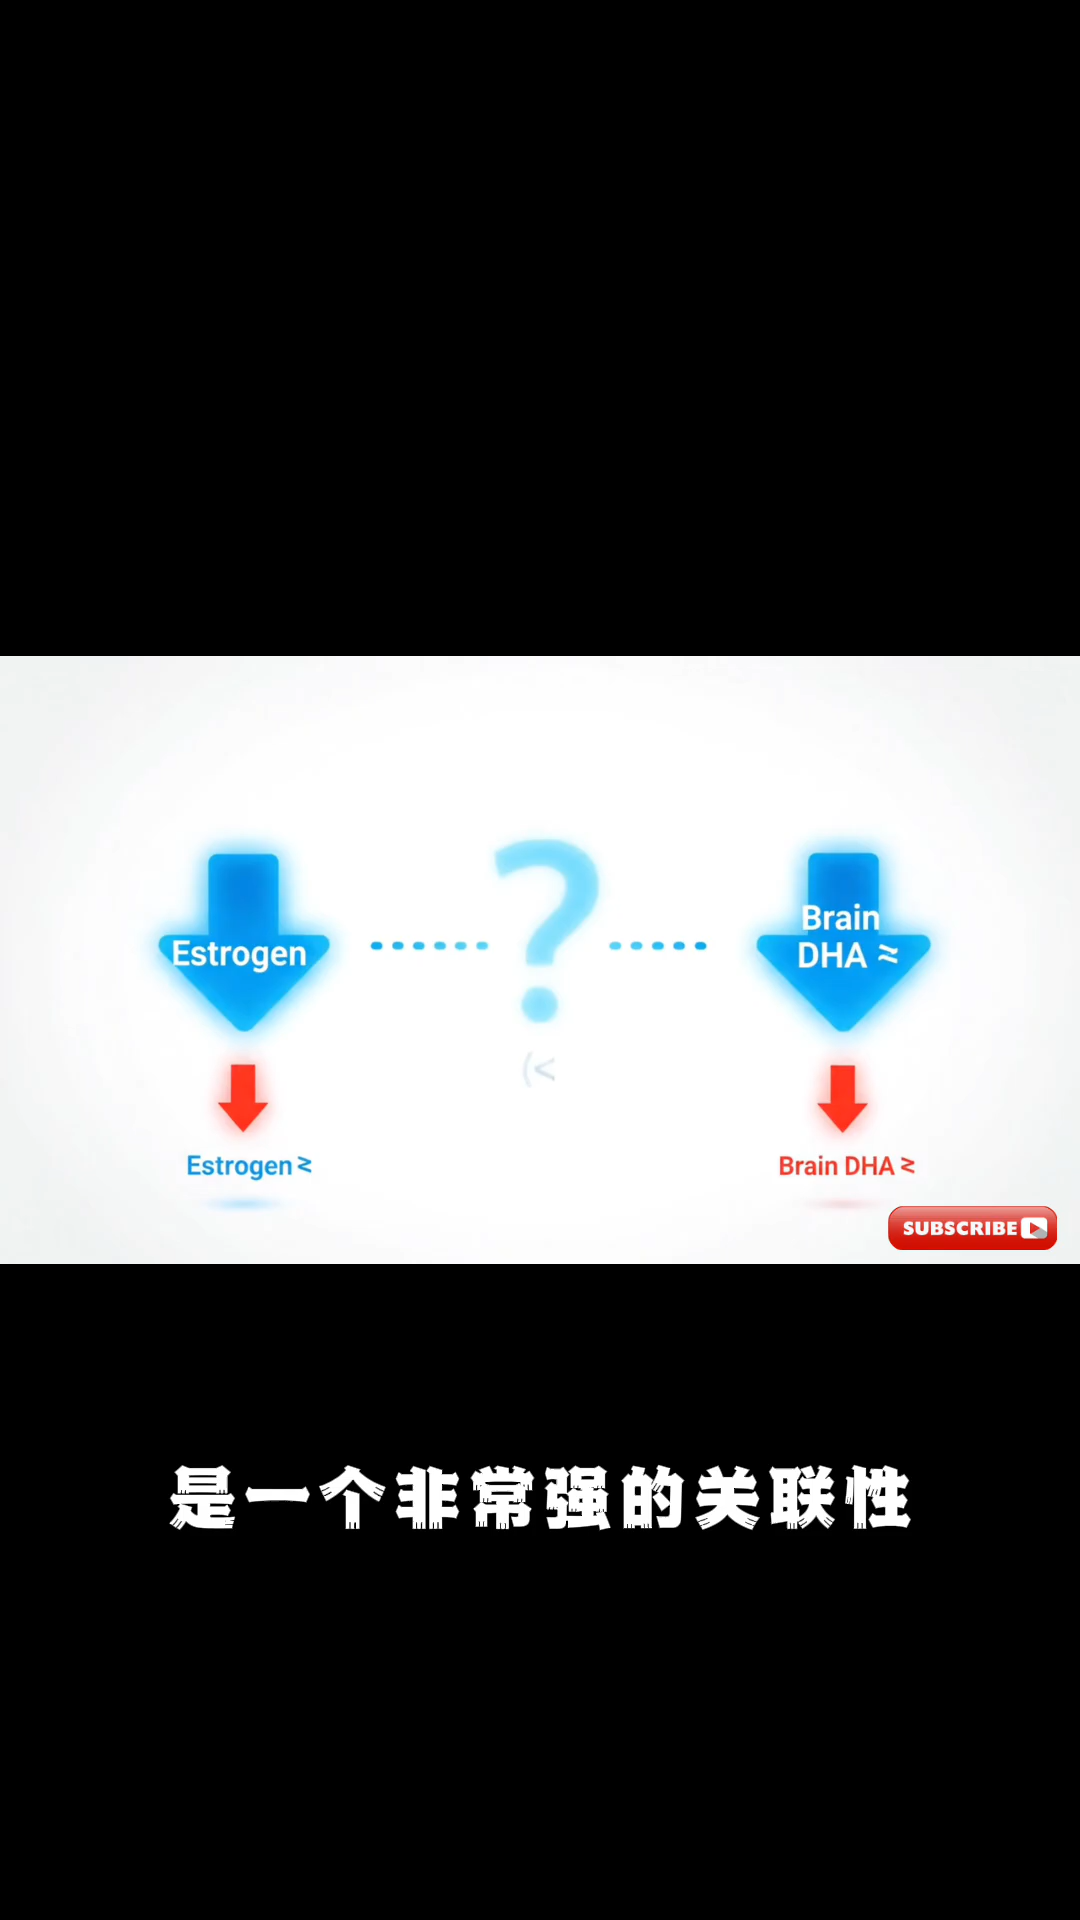 Estrogen
?
Brain
DHA ≈
(<
Estrogen ≷
Brain DHA ≷
SUBSCRIBE
是一个非常强的关联性